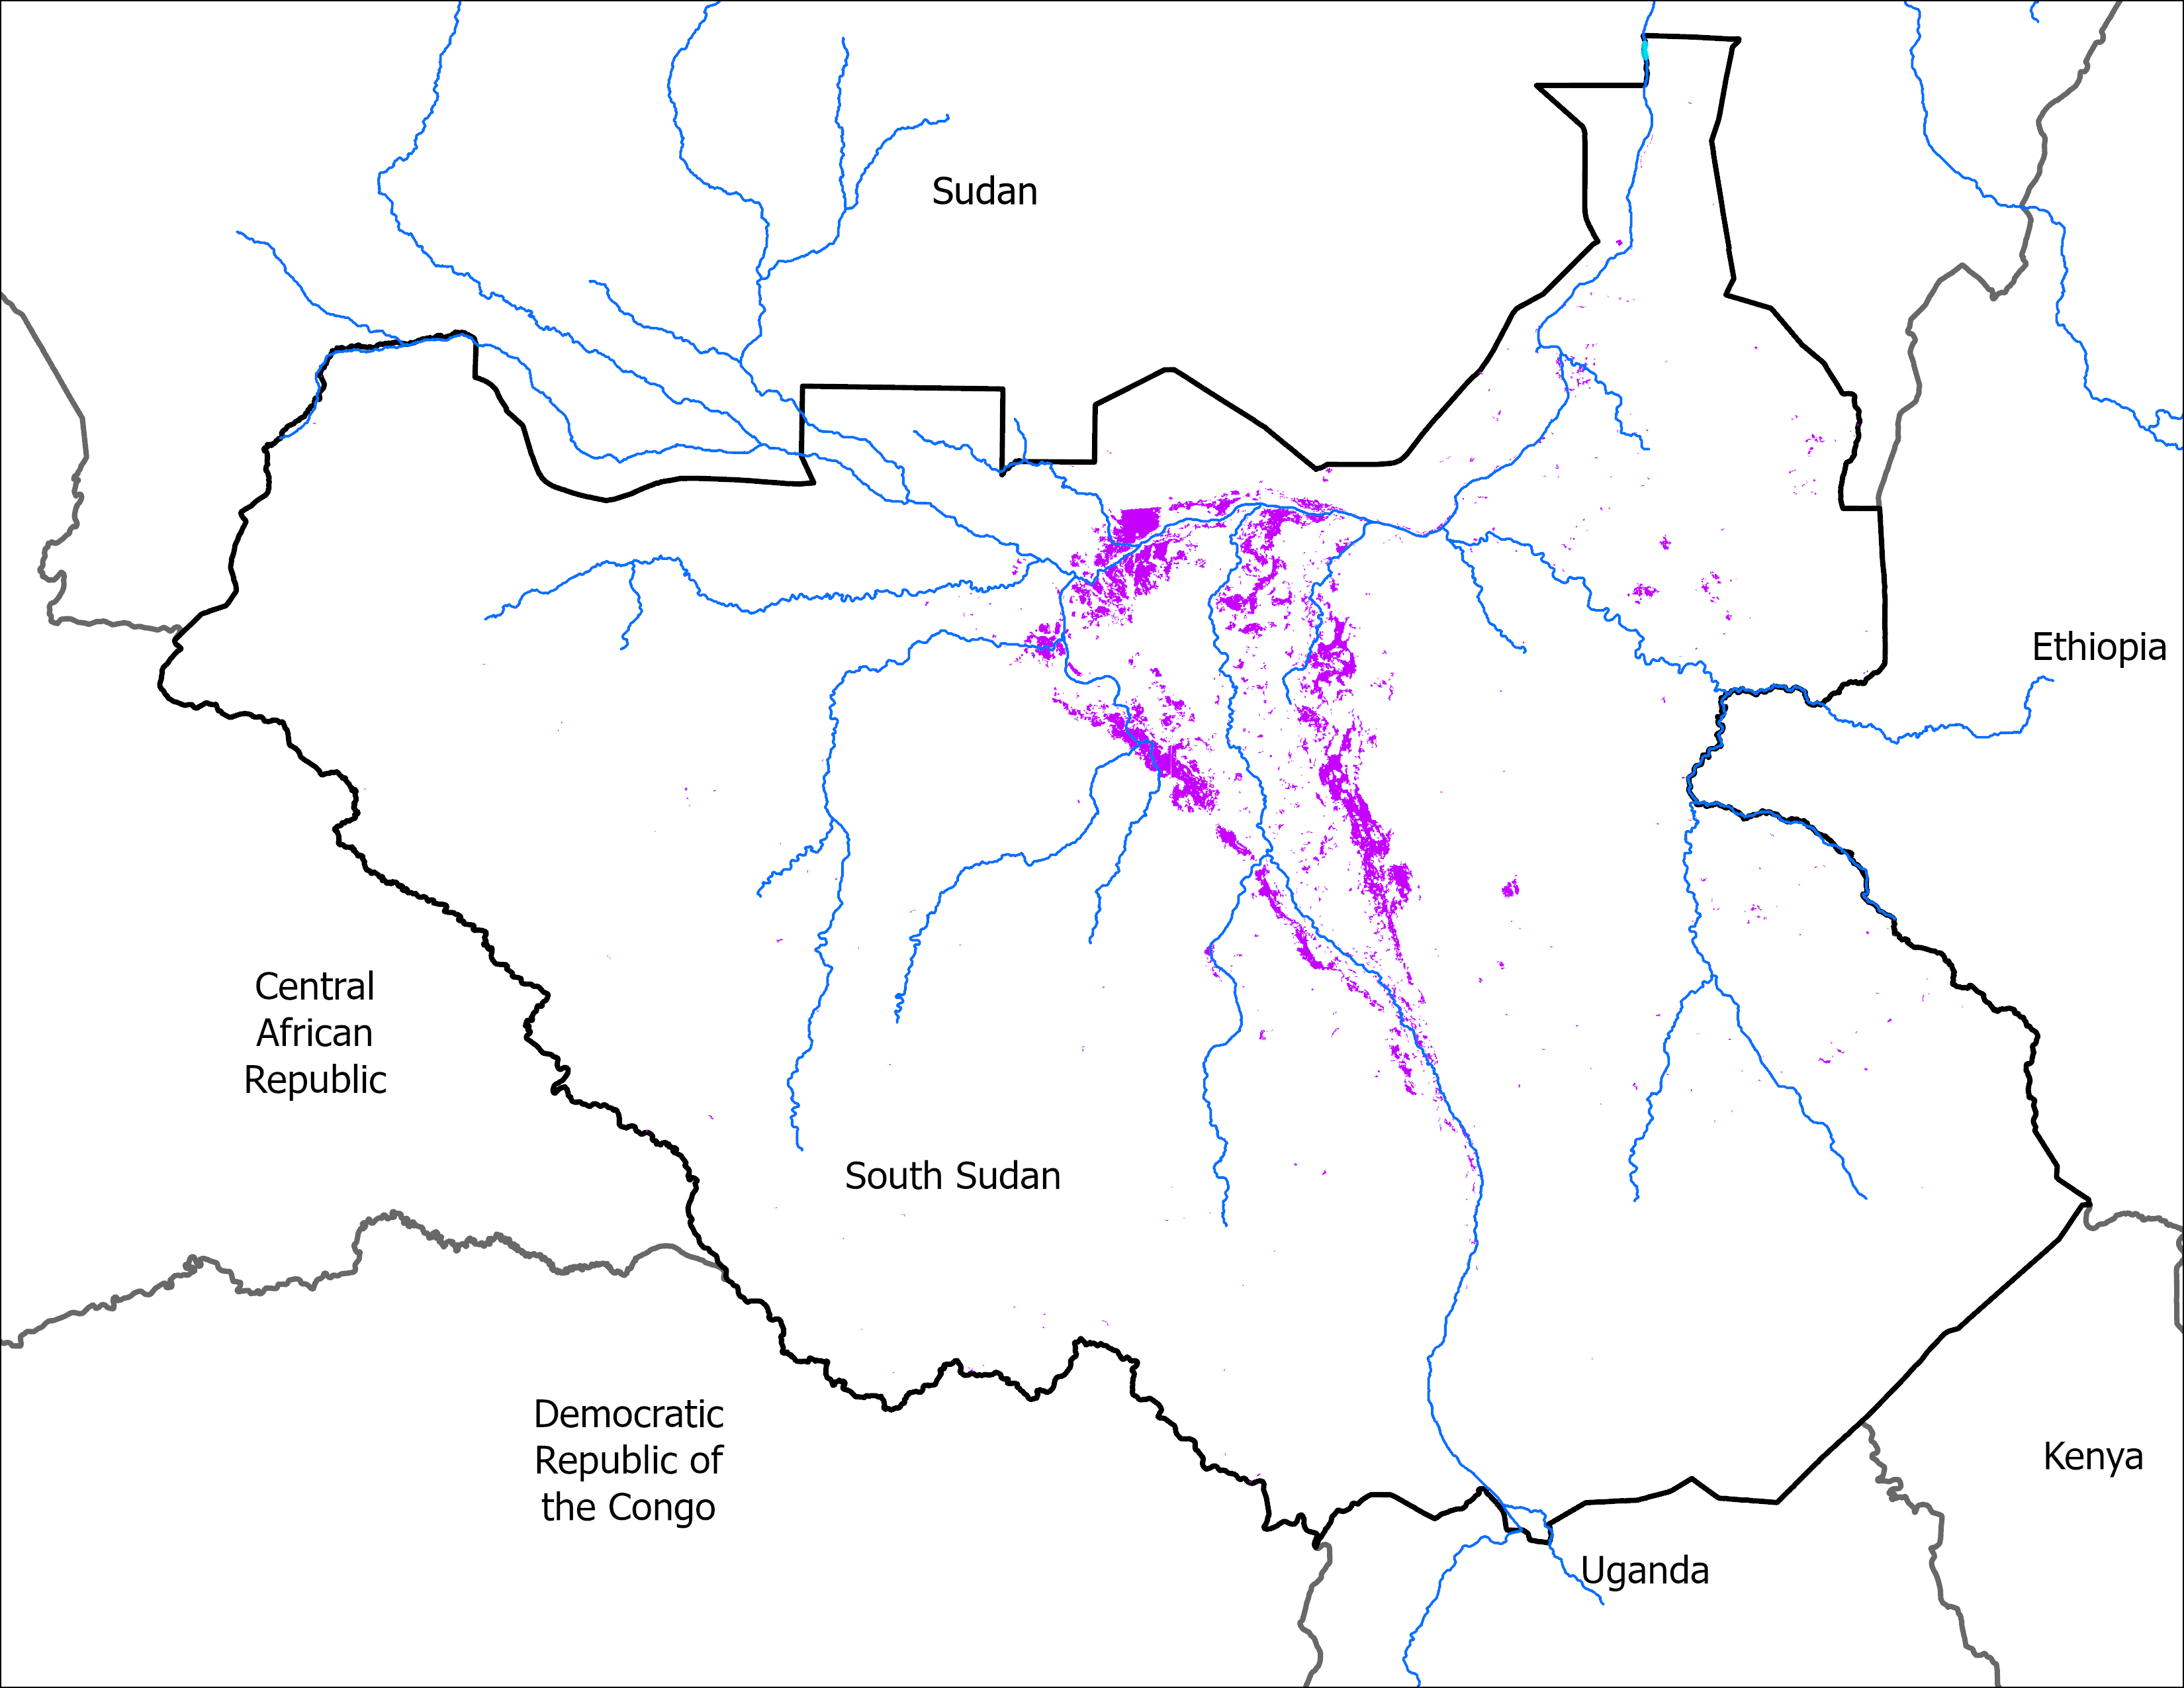 Sudan
Ethiopia
Central
African
Republic
South Sudan
Democratic
Republic of
the Congo
Kenya
Uganda